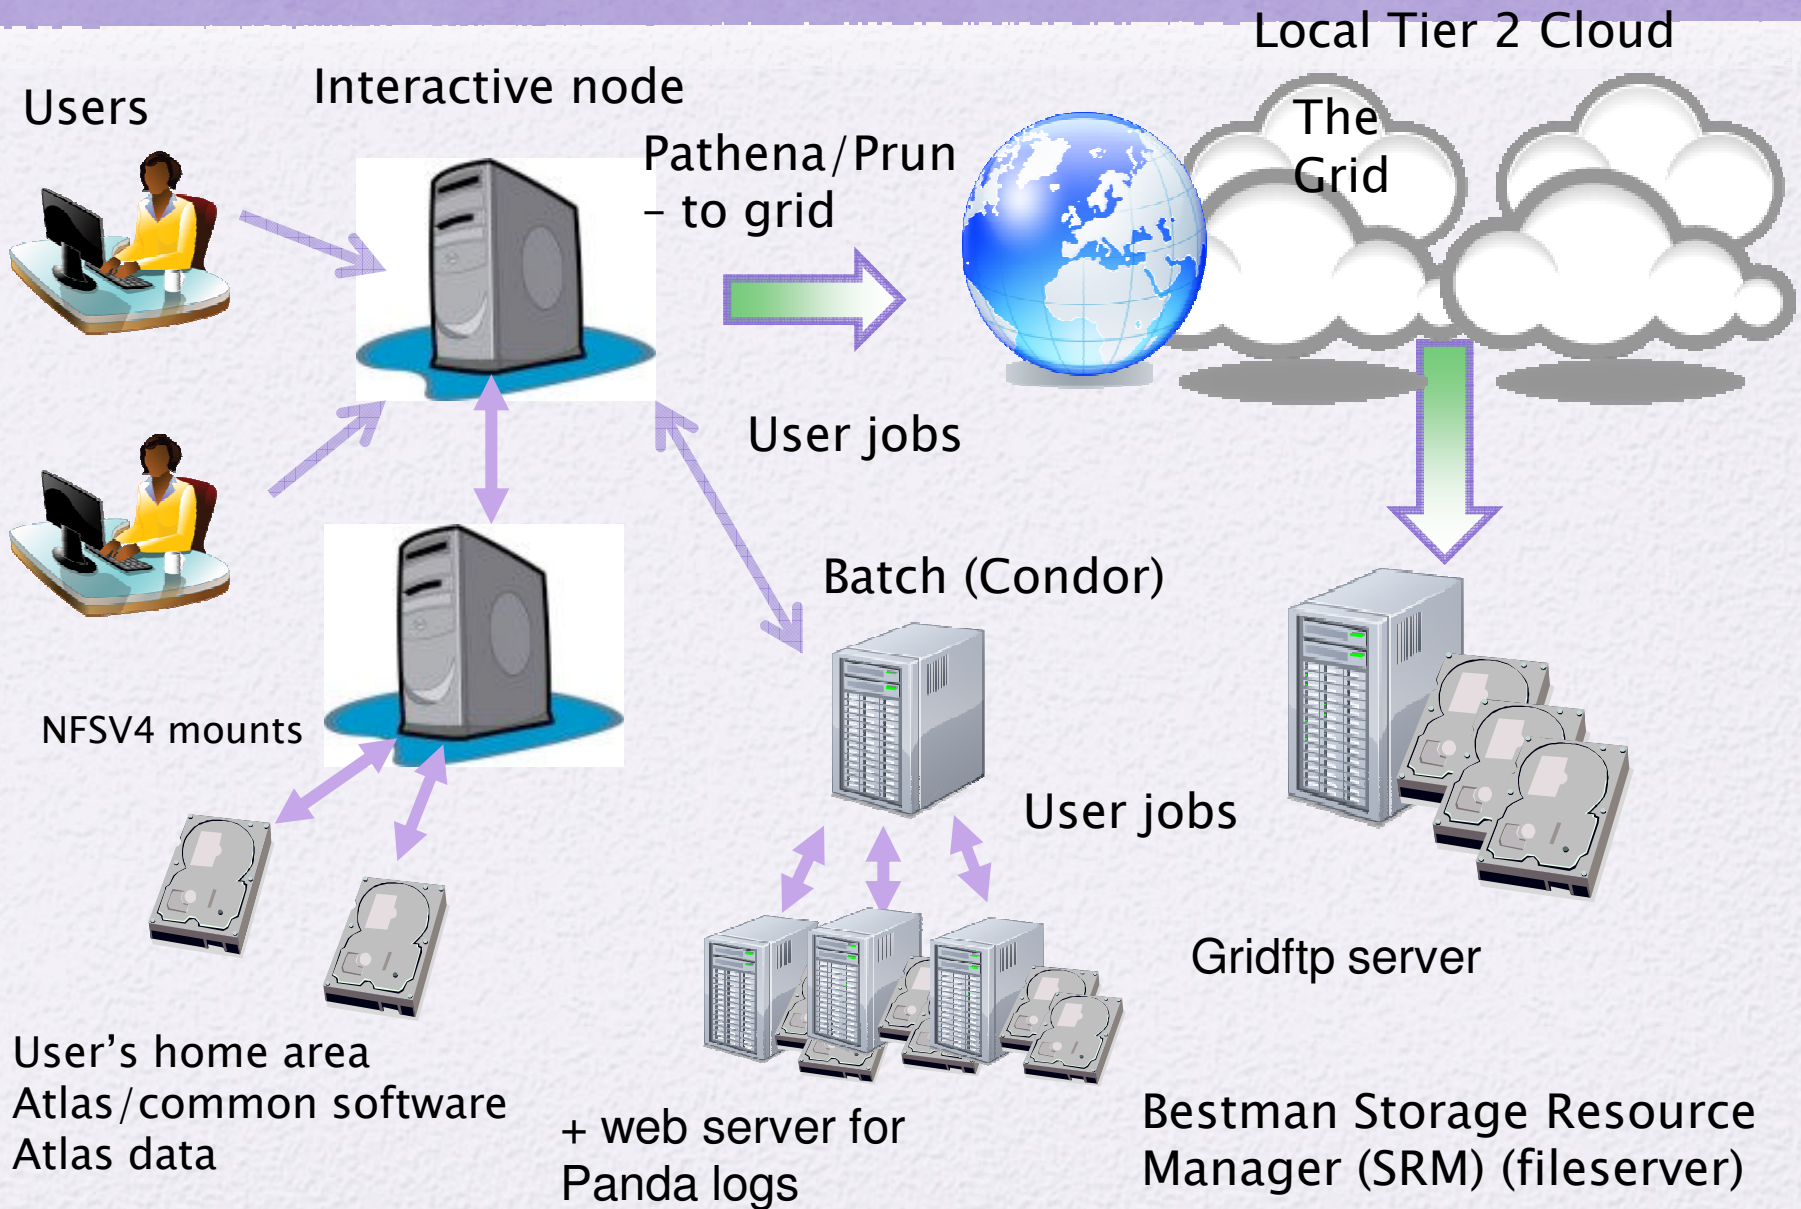 Local Tier 2 Cloud
Users
Interactive node
The
Grid
Pathena/Prun
– to grid
User jobs
Batch (Condor)
NFSV4 mounts
User jobs
Gridftp server
User’s home area
Atlas/common software
Atlas data
+ web server for
Panda logs
Bestman Storage Resource
Manager (SRM) (fileserver)